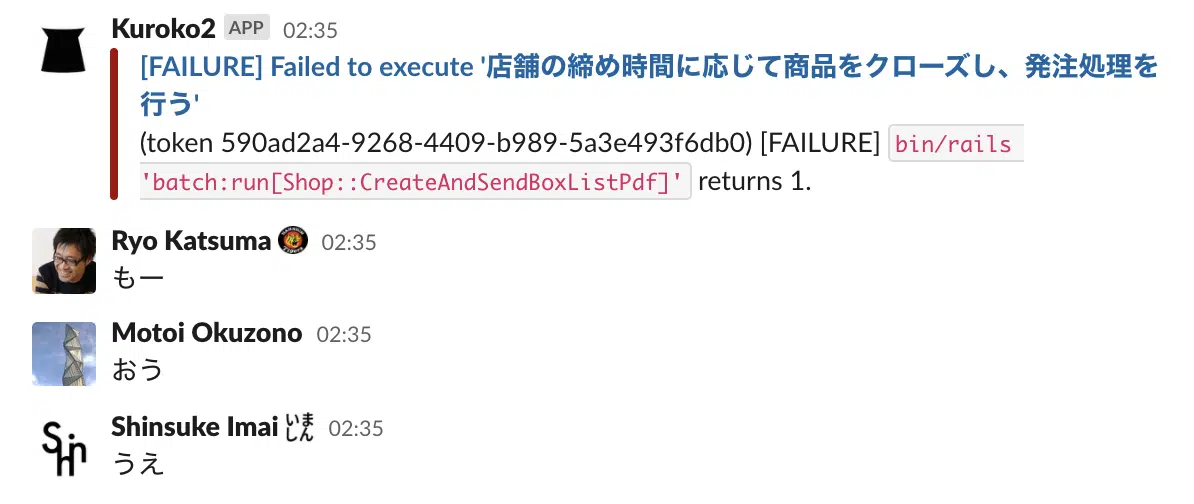 Kuroko2 APP 02:35
[FAILURE] Failed to execute '店舗の締め時間に応じて商品をクローズし、発注処理を
行う'
(token 590ad2a4-9268-4409-b989-5a3e493f6db0) [FAILURE] bin/rails
'batch:run[Shop::CreateAndSendBoxListPdf]' returns 1.
Ryo Katsuma 02:35
もー
Motoi Okuzono 02:35
おう
Shinsuke Imai いましん 02:35
Shin
うえ